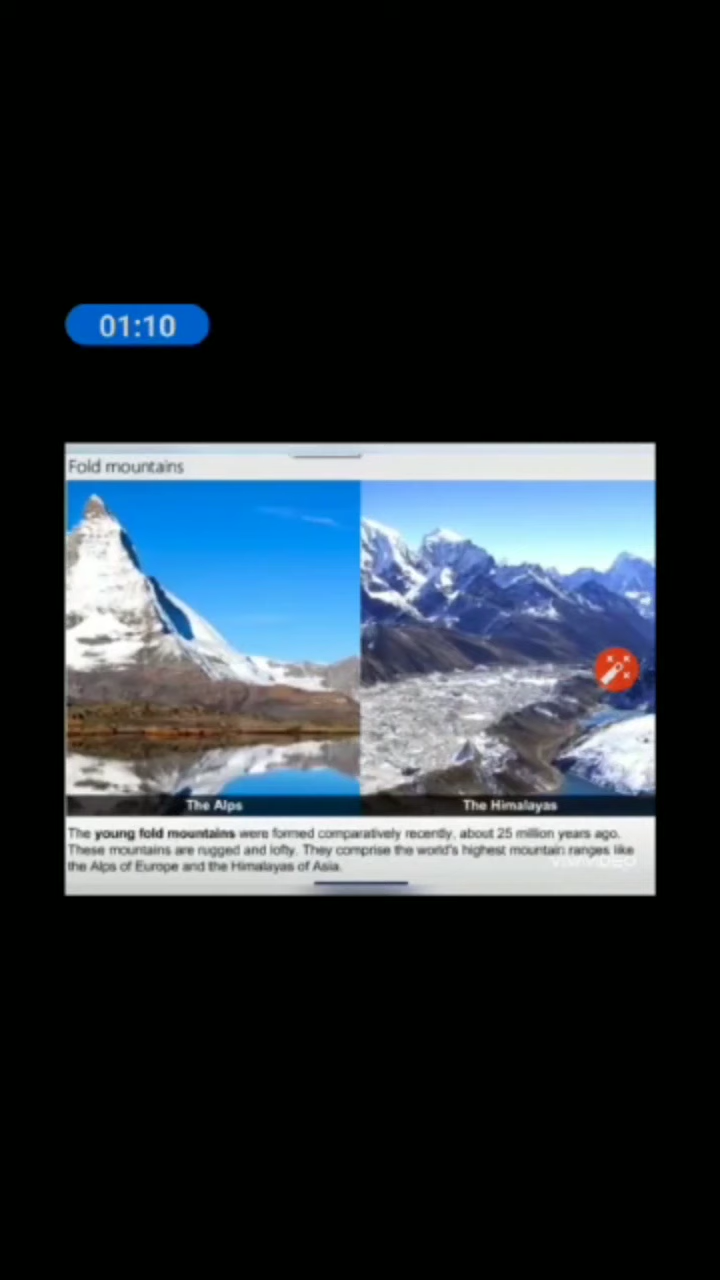 01:10
Fold mountains
The Alps
The Himalayas
The young fold mountains were formed comparatively recently, about 25 million years ago.
These mountains are rugged and lofty. They comprise the world's highest mountain ranges like
the Alps of Europe and the Himalayas of Asia.